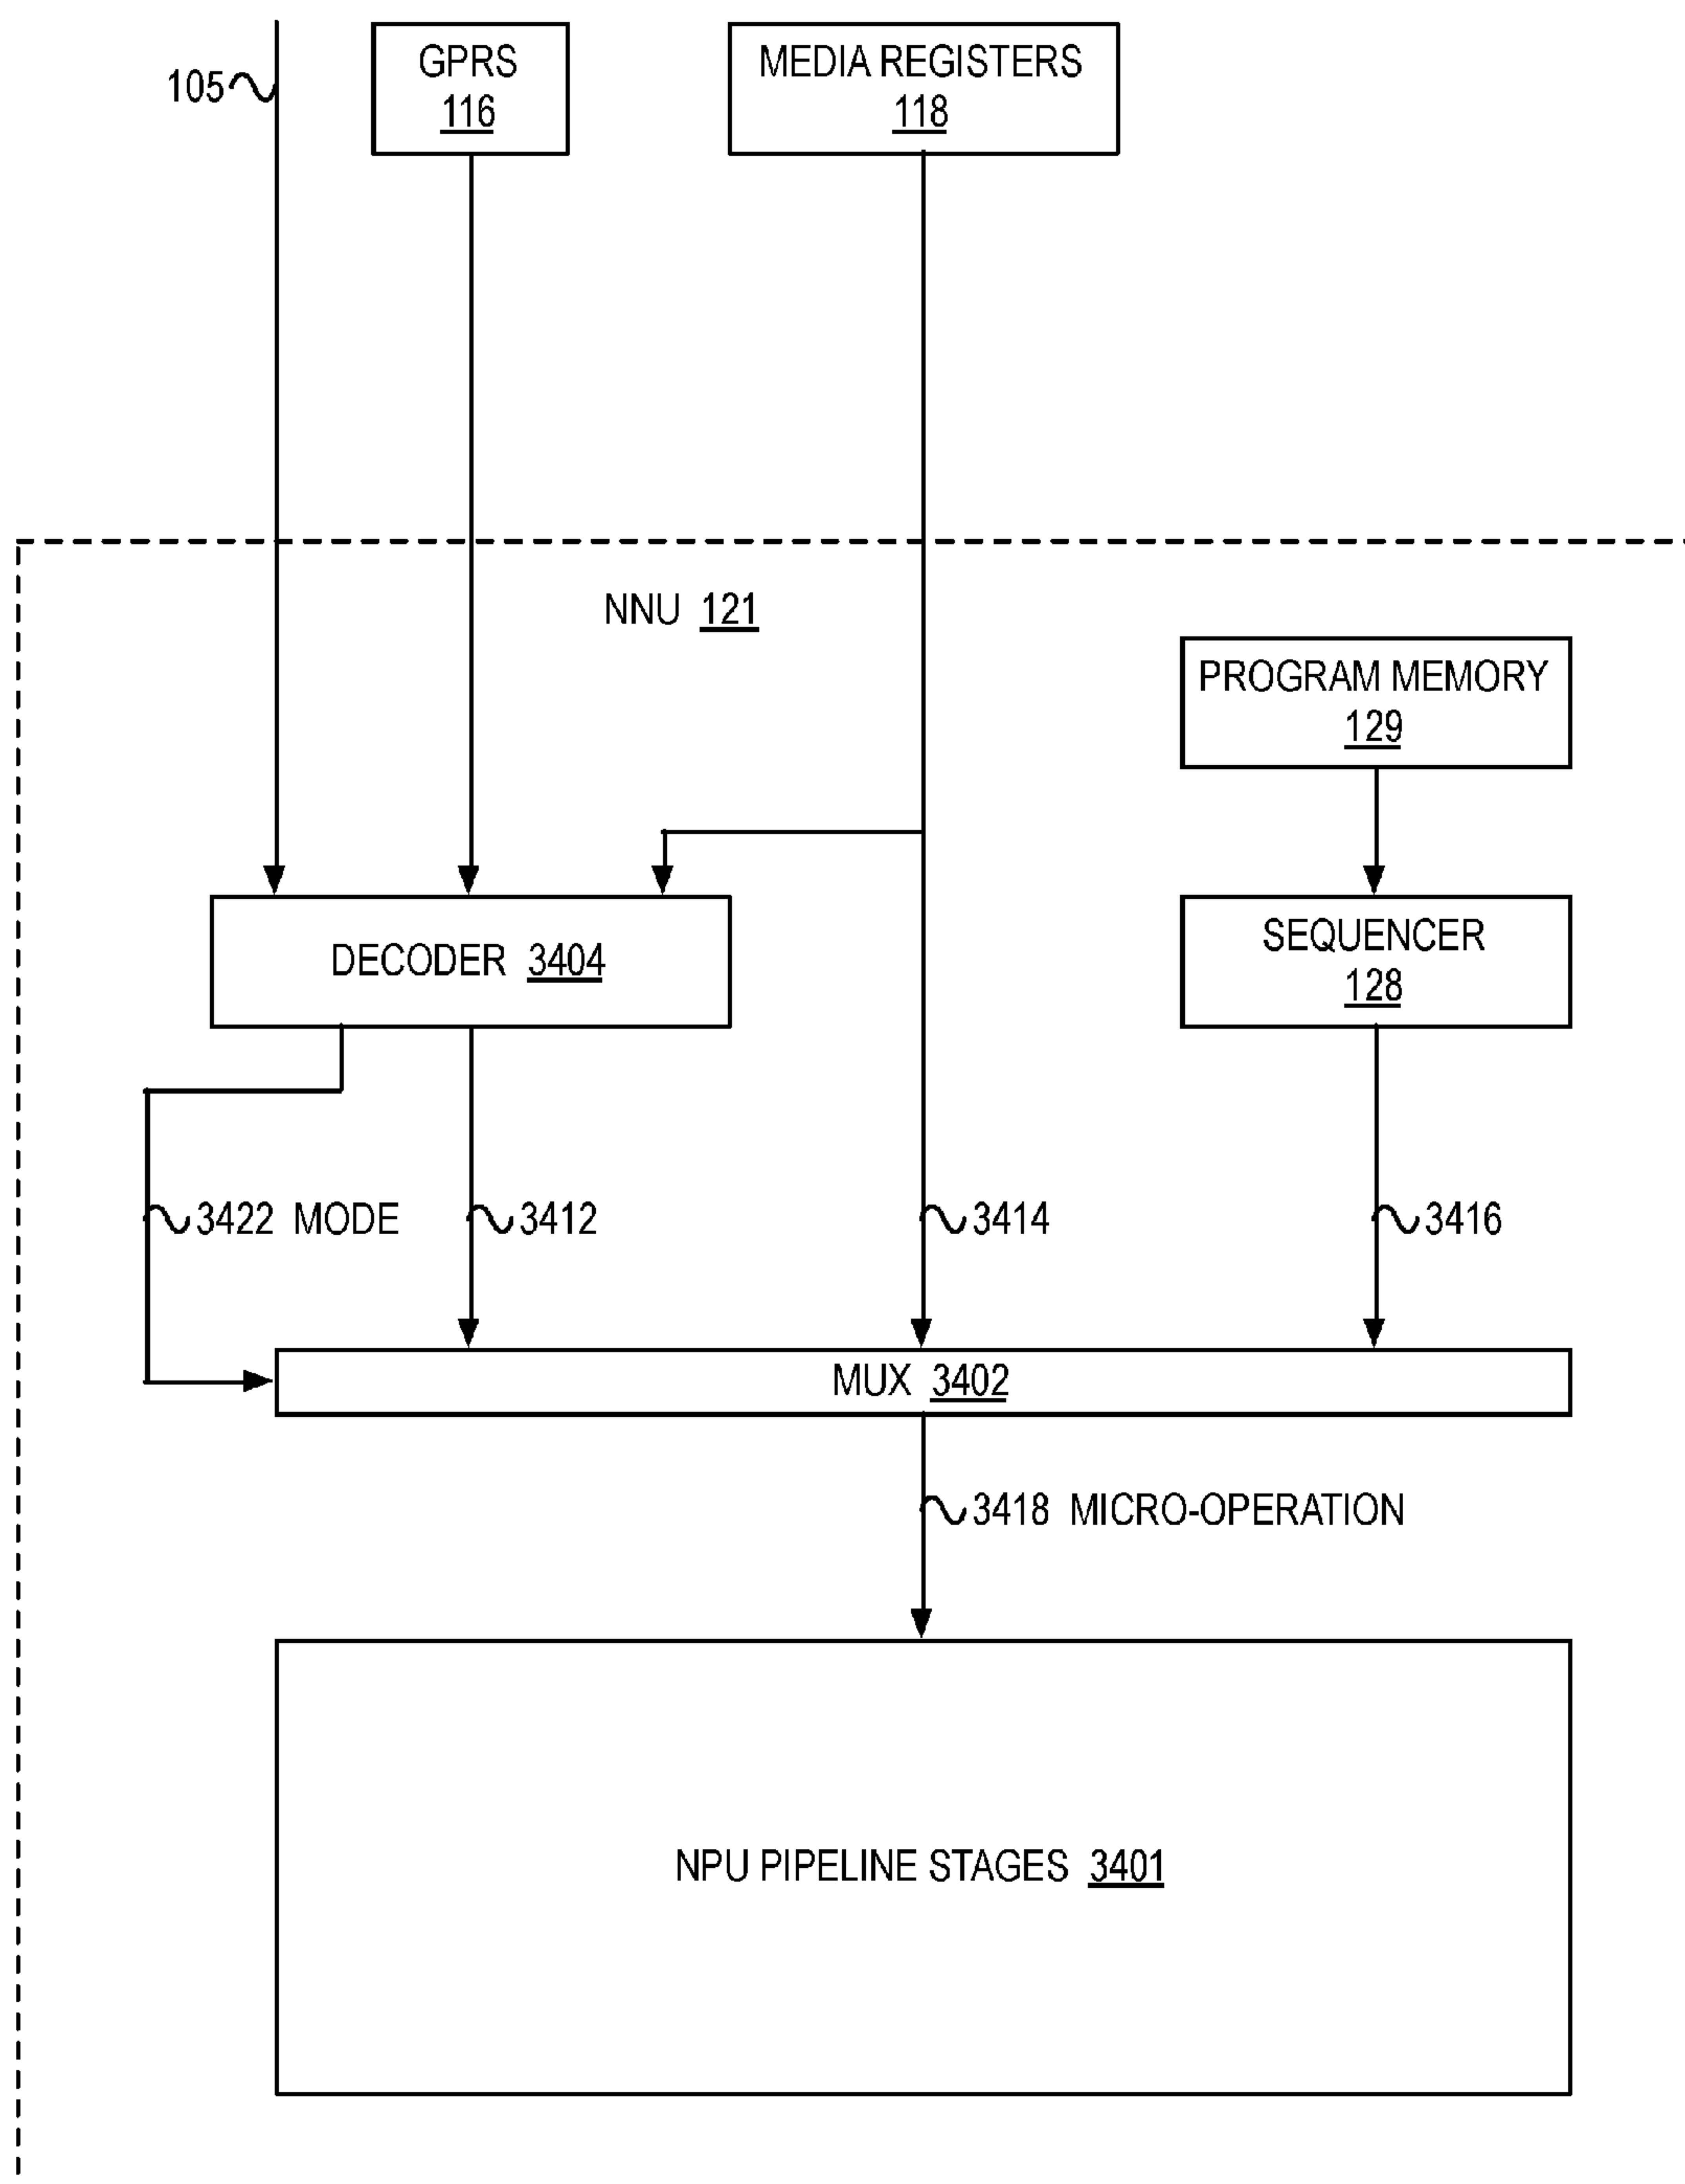 105
GPRS
116
MEDIA REGISTERS
118
NNU 121
PROGRAM MEMORY
129
DECODER 3404
SEQUENCER
128
3422 MODE
3412
3414
3416
MUX 3402
3418 MICRO-OPERATION
NPU PIPELINE STAGES 3401